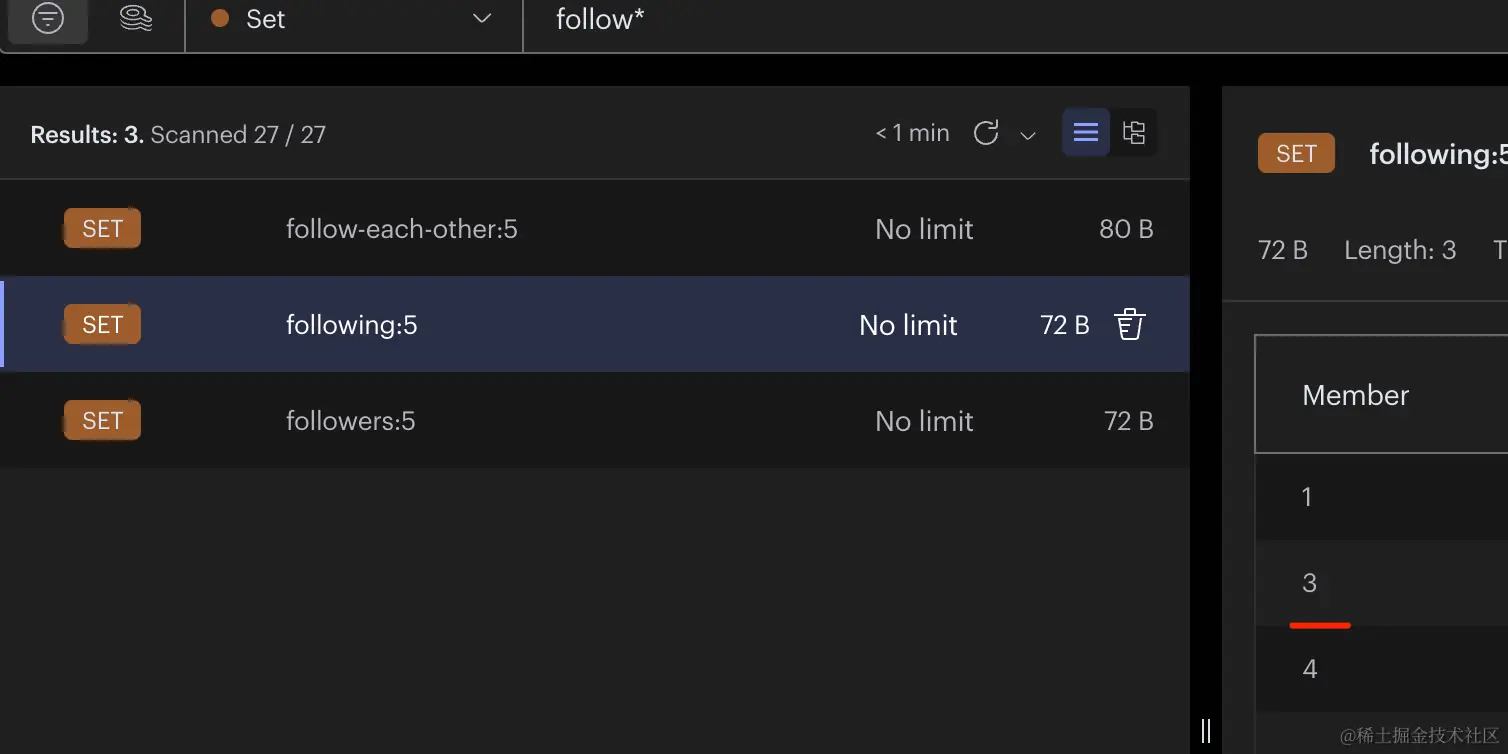 Set
follow*
Results: 3. Scanned 27 / 27
< 1 min
SET
follow-each-other:5
No limit
80 B
SET
following:5
No limit
72 B
SET
followers:5
No limit
72 B
SET
following:5
72 B
Length: 3
T
Member
1
3
4
@稀土掘金技术社区